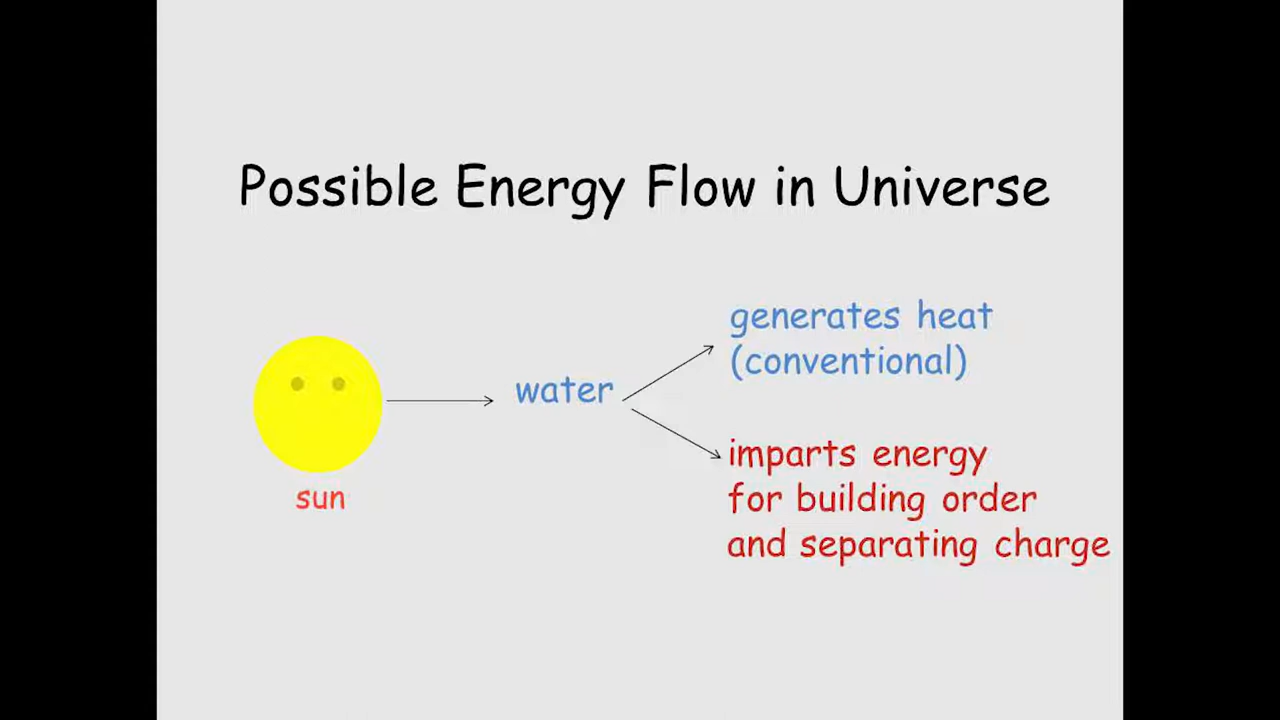 Possible Energy Flow in Universe
generates heat
(conventional)
water
imparts energy
for building order
and separating charge
sun